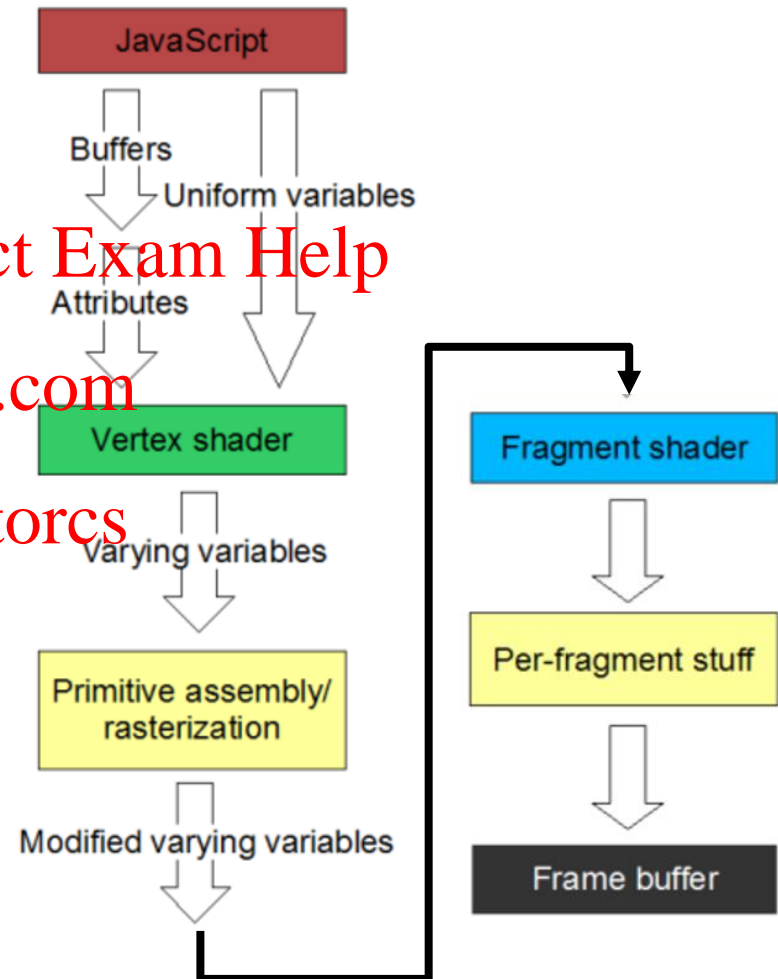 JavaScript
Buffers
Uniform variables
ct Exam Help
Attributes
.com
Vertex shader
torcs
Varying variables
Primitive assembly/
rasterization
Modified varying variables
Fragment shader
Per-fragment stuff
Frame buffer